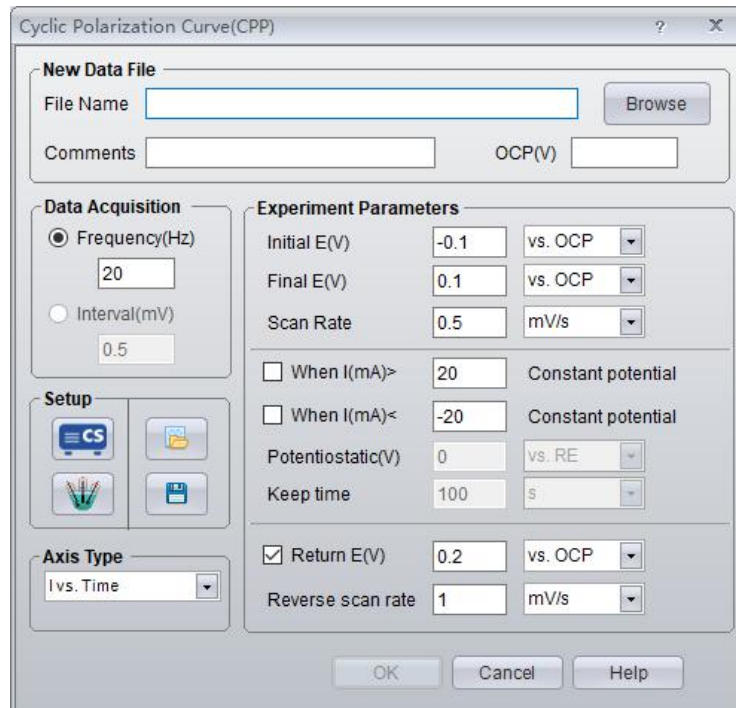 Cyclic Polarization Curve(CPP) ? X
New Data File
File Name Browse
Comments OCP(V)
Data Acquisition
Frequency(Hz)
20
Interval(mV)
0.5
Setup
CS
Axis Type
I vs. Time
Experiment Parameters
Initial E(V) -0.1 vs. OCP
Final E(V) 0.1 vs. OCP
Scan Rate 0.5 mV/s
When I(mA)> 20 Constant potential
When I(mA)< -20 Constant potential
Potentiostatic(V) 0 vs. RE
Keep time 100 s
Return E(V) 0.2 vs. OCP
Reverse scan rate 1 mV/s
OK Cancel Help